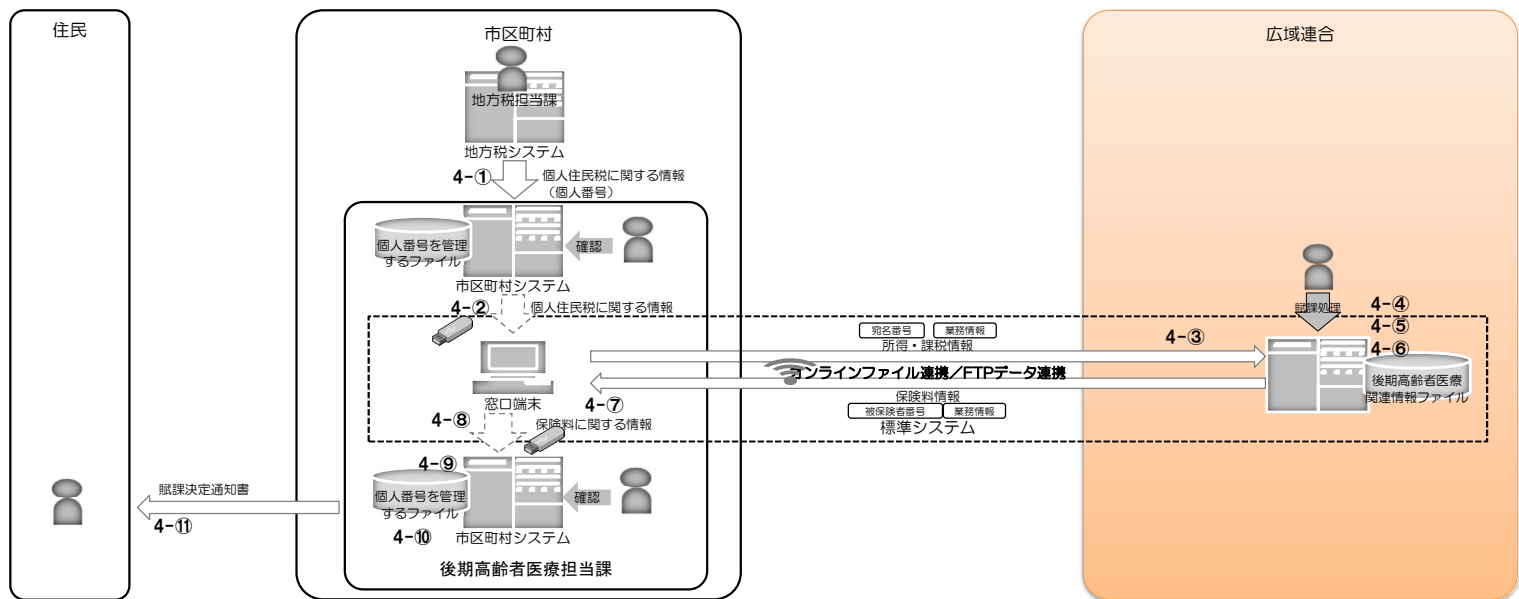 住民
市区町村
広域連合
地方税担当課
地方税システム
4-①
個人住民税に関する情報
（個人番号）
個人番号を管理
するファイル
確認
市区町村システム
4-②
個人住民税に関する情報
賦課処理
4-④
4-⑤
4-⑥
宛名番号
業務情報
所得・課税情報
4-③
オンラインファイル連携／FTPデータ連携
後期高齢者医療
関連情報ファイル
窓口端末
4-⑦
保険料情報
被保険者番号
業務情報
標準システム
4-⑧
保険料に関する情報
4-⑨
個人番号を管理
するファイル
確認
4-⑩
市区町村システム
後期高齢者医療担当課
賦課決定通知書
4-⑪